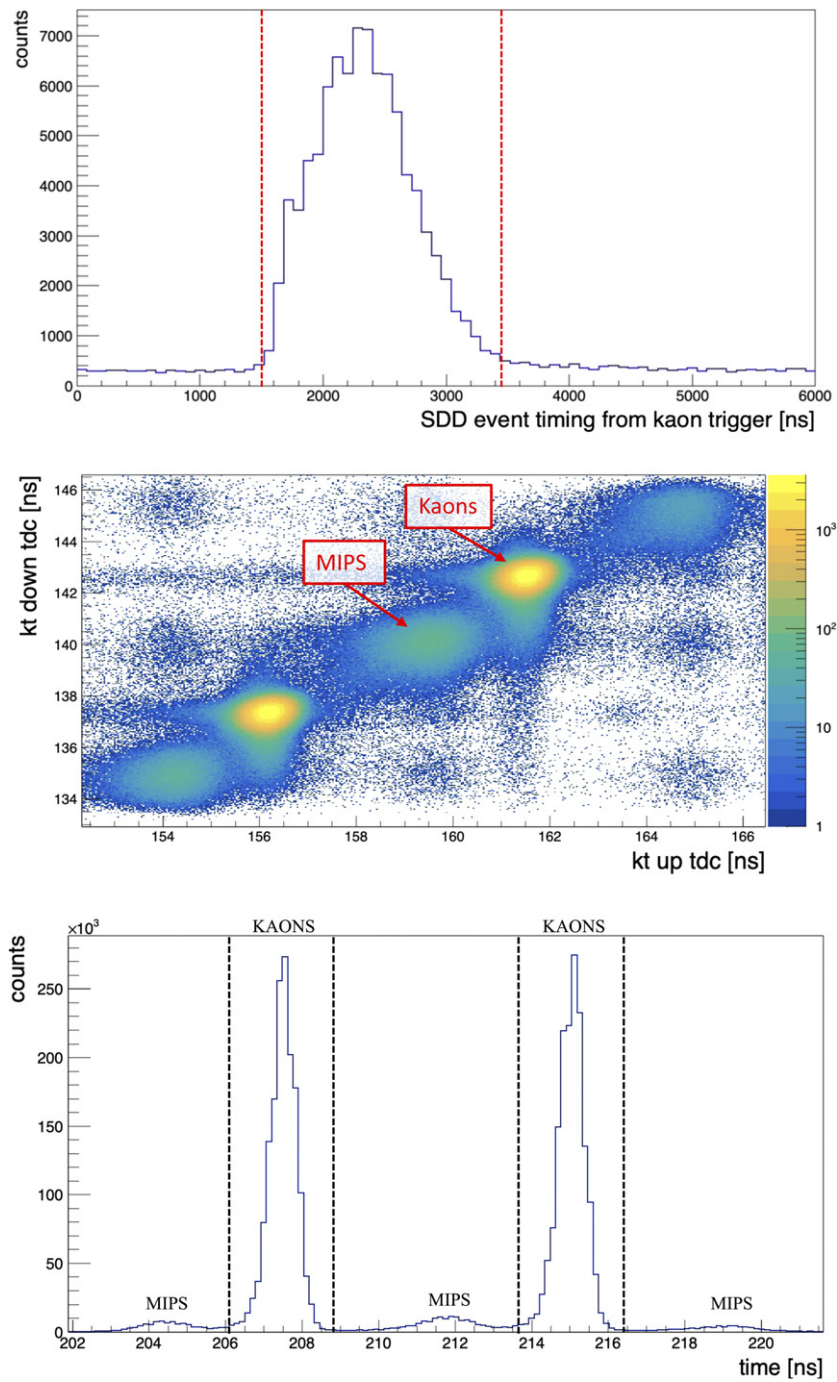 counts
7000
6000
5000
4000
3000
2000
1000
0
0 1000 2000 3000 4000 5000 6000
SDD event timing from kaon trigger [ns]
kt down tdc [ns]
146
144
142
140
138
136
134
Kaons
MIPS
10³
10²
10
1
154 156 158 160 162 164 166
kt up tdc [ns]
×10³
KAONS KAONS
counts
250
200
150
100
50
0
MIPS MIPS MIPS
202 204 206 208 210 212 214 216 218 220
time [ns]